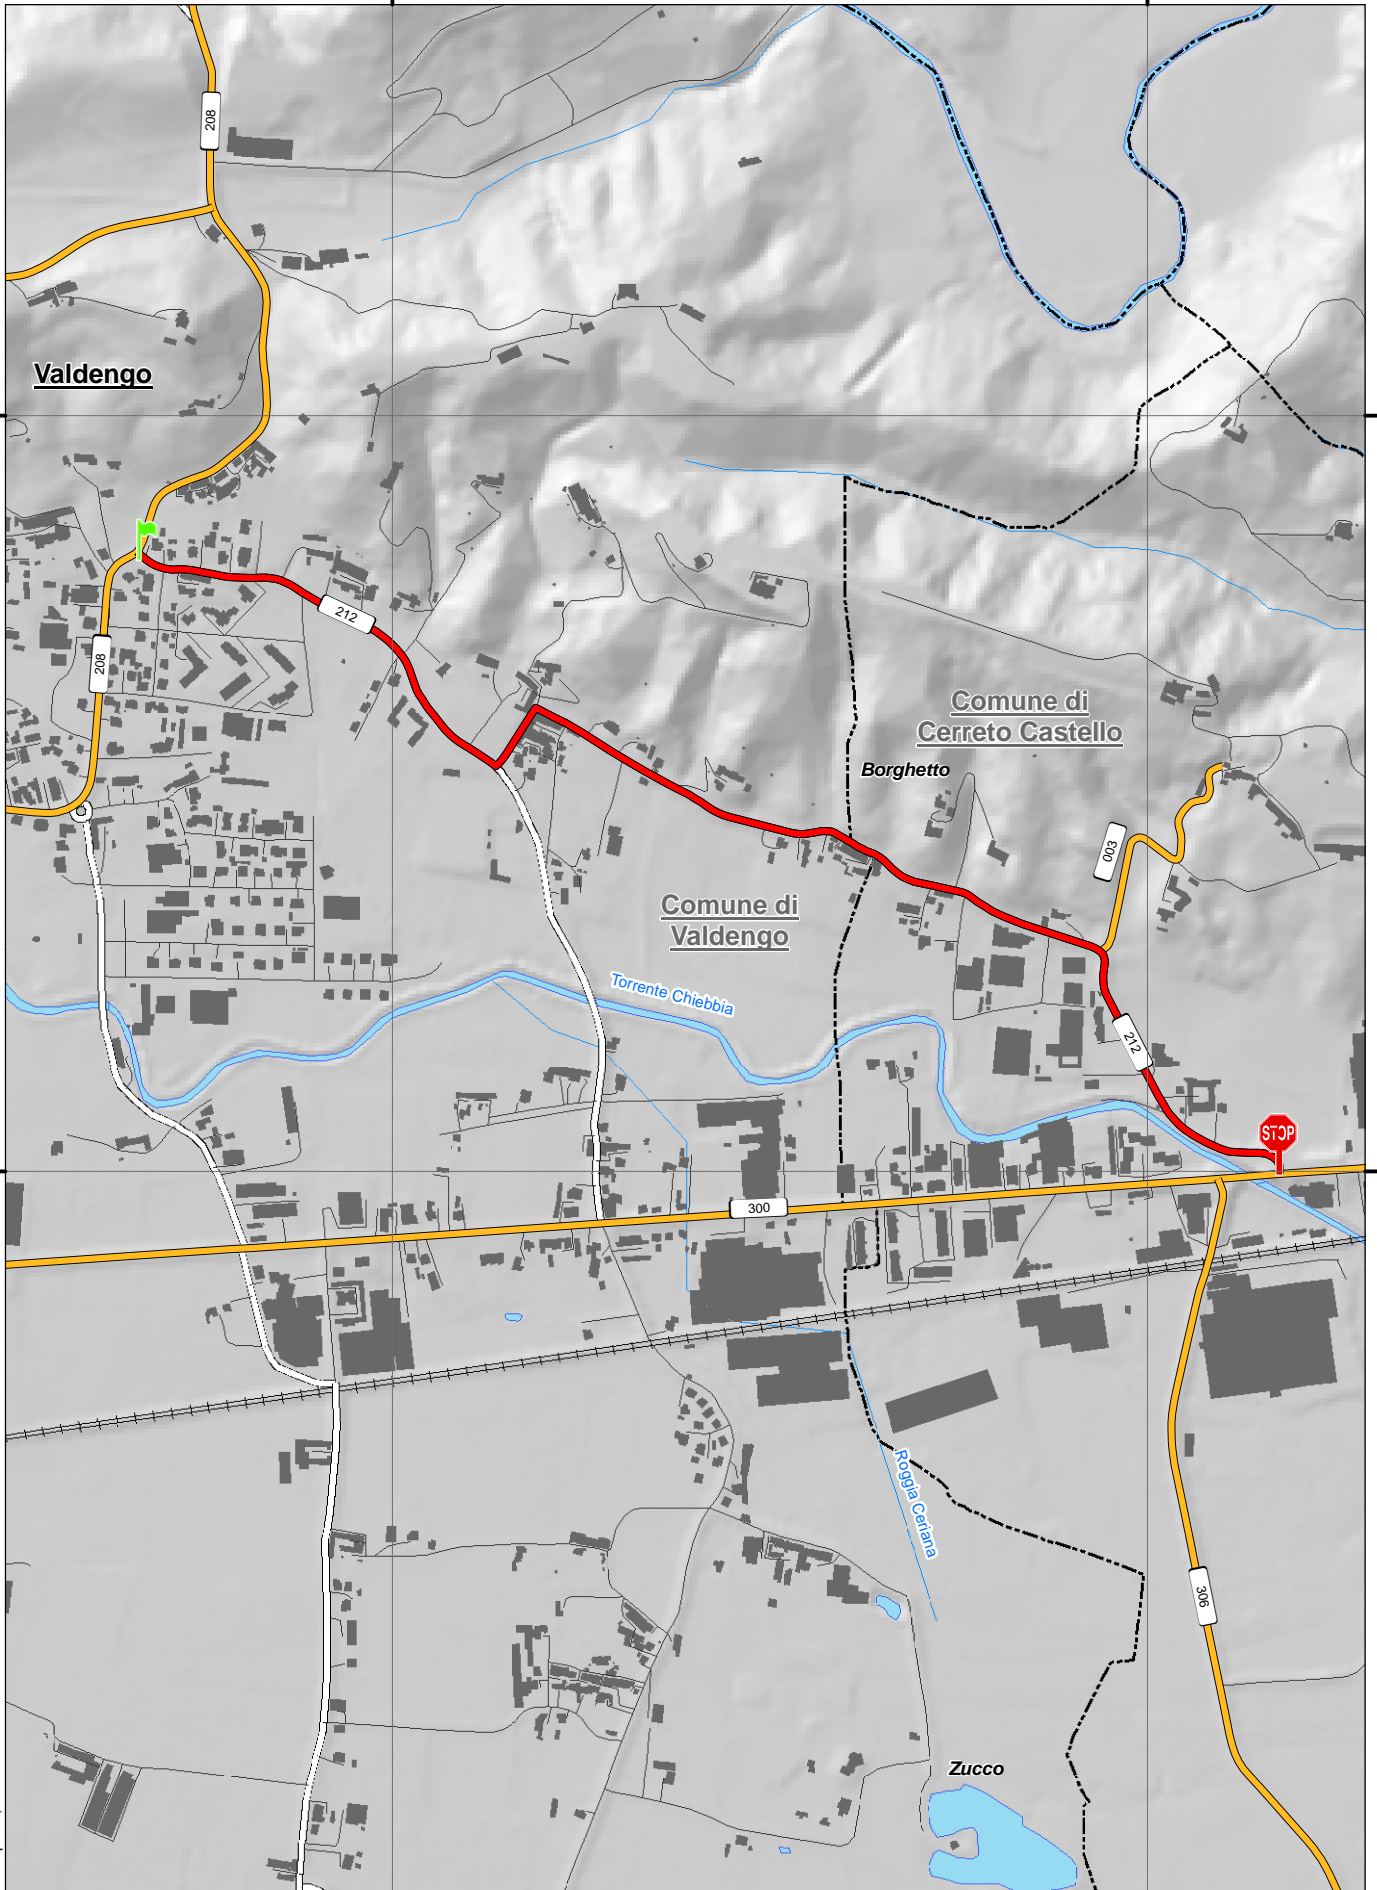 208
Valdengo
212
208
Comune di
Cerreto Castello
Borghetto
003
Comune di
Valdengo
Torrente Chiebbia
212
STOP
300
Roggia Ceriana
306
Zucco